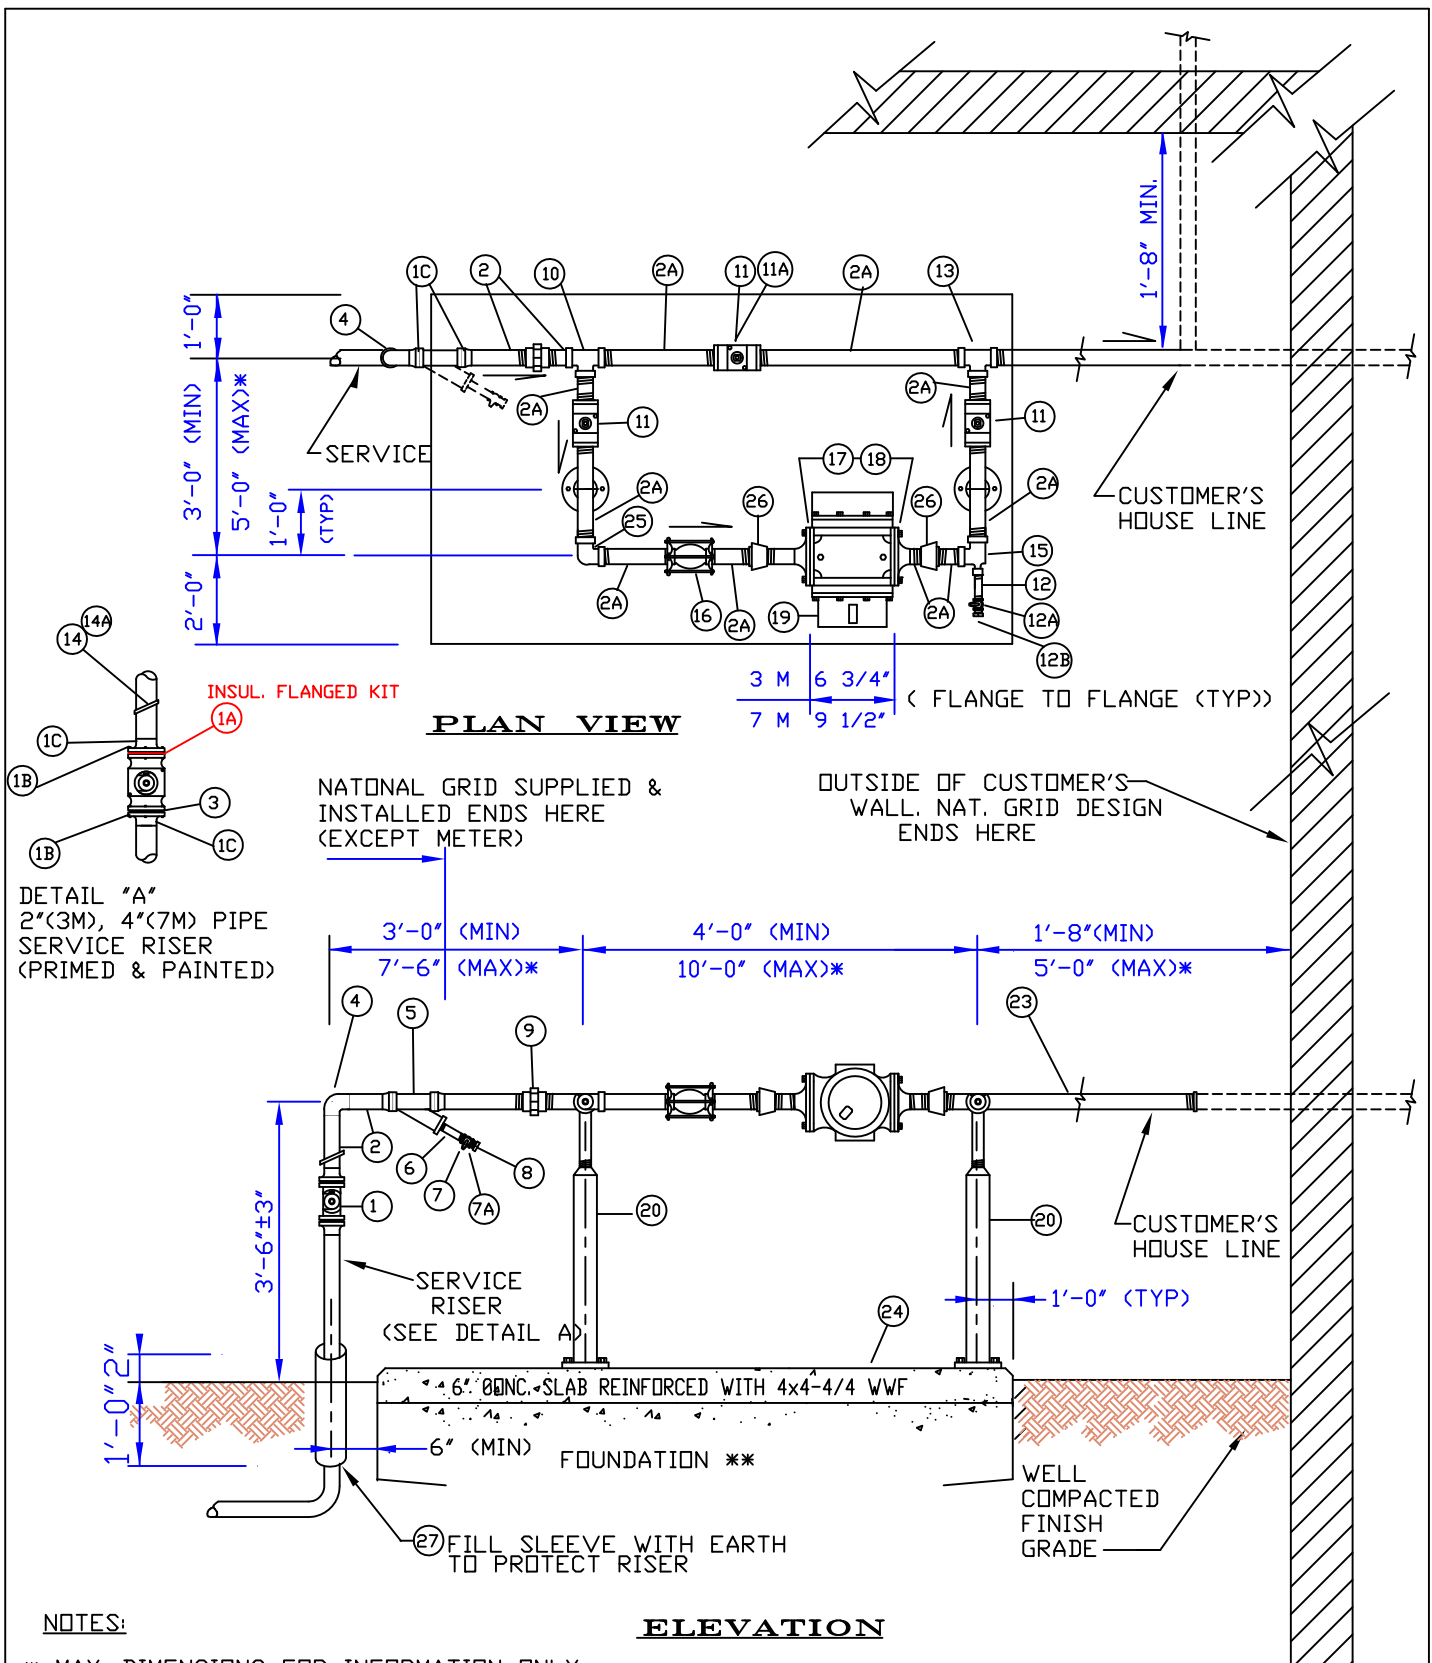 1'-8" MIN.
1C
2
10
2A
11
11A
2A
13
4
1'-0"
3'-0" (MIN)
5'-0" (MAX)*
1'-0"
(TYP)
2'-0"
SERVICE
2A
11
2A
11
17
18
2A
25
26
26
2A
CUSTOMER'S
HOUSE LINE
15
12
2A
16
2A
19
2A
12A
12B
3 M 6 3/4"
7 M 9 1/2"
( FLANGE TO FLANGE (TYP))
PLAN VIEW
14A
14
INSUL. FLANGED KIT
1A
1C
1B
3
1B
1C
DETAIL "A"
2"(3M), 4"(7M) PIPE
SERVICE RISER
(PRIMED & PAINTED)
NATONAL GRID SUPPLIED &
INSTALLED ENDS HERE
(EXCEPT METER)
OUTSIDE OF CUSTOMER'S
WALL. NAT. GRID DESIGN
ENDS HERE
3'-0" (MIN)
7'-6" (MAX)*
4'-0" (MIN)
10'-0" (MAX)*
1'-8"(MIN)
5'-0" (MAX)*
4
5
9
23
2
6
7
7A
8
1
20
20
3'-6"±3"
SERVICE
RISER
(SEE DETAIL A)
CUSTOMER'S
HOUSE LINE
1'-0" (TYP)
24
2"
1'-0"
6" CONC. SLAB REINFORCED WITH 4x4-4/4 WWF
6" (MIN)
FOUNDATION **
WELL
COMPACTED
FINISH
GRADE
27 FILL SLEEVE WITH EARTH
TO PROTECT RISER
NOTES:
ELEVATION
* MAX. DIMENSIONS FOR INFORMATION ONLY